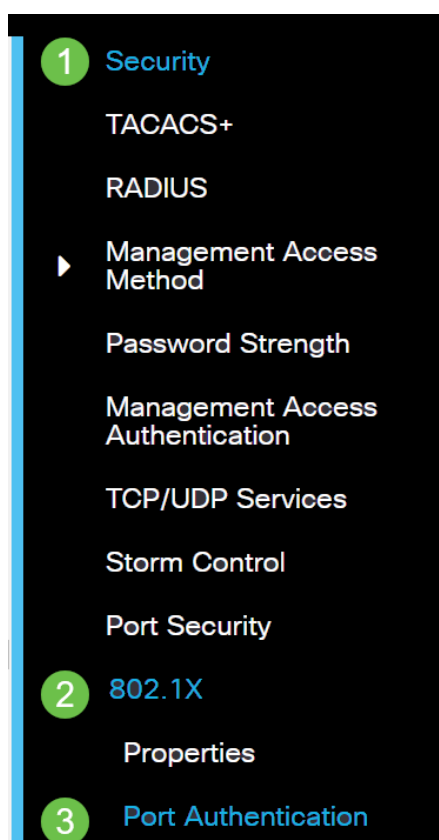 1 Security
TACACS+
RADIUS
Management Access
Method
Password Strength
Management Access
Authentication
TCP/UDP Services
Storm Control
Port Security
2 802.1X
Properties
3 Port Authentication